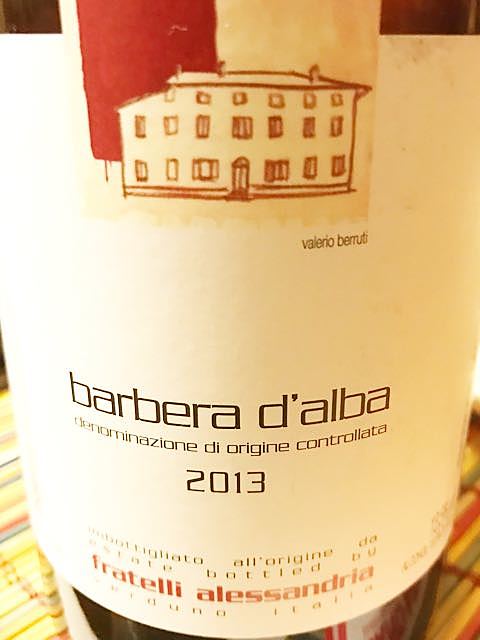 valerio berruti
barbera d'alba
denominazione di origine controllata
2013
imbottigliato all'origine da
estate bottled by
fratelli alessandria
verduno italia